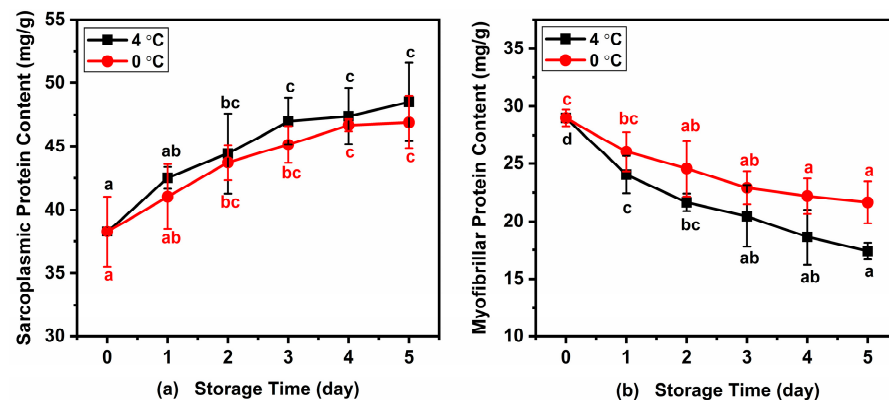 Sarcoplasmic Protein Content (mg/g)
55
50
45
40
35
30
4 °C
0 °C
a
ab
bc
c
c
c
a
ab
bc
bc
c
c
0 1 2 3 4 5
(a) Storage Time (day)
Myofibrillar Protein Content (mg/g)
35
30
25
20
15
10
4 °C
0 °C
c
bc
ab
ab
a
a
d
c
bc
ab
ab
a
0 1 2 3 4 5
(b) Storage Time (day)